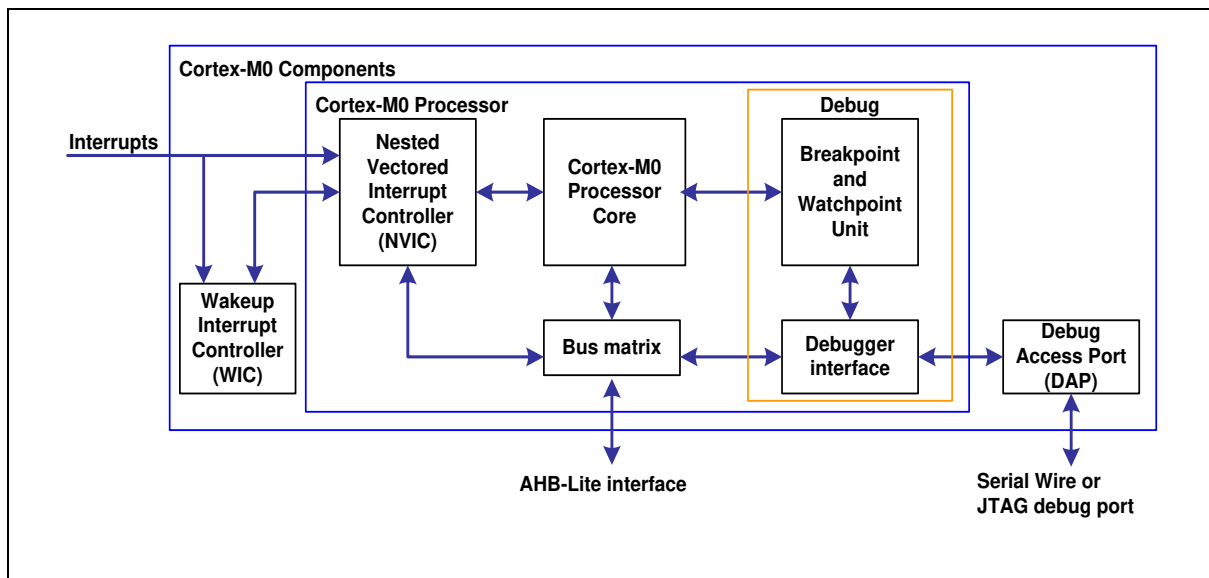 Cortex-M0 Components
Cortex-M0 Processor
Debug
Interrupts
Nested
Vectored
Interrupt
Controller
(NVIC)
Cortex-M0
Processor
Core
Breakpoint
and
Watchpoint
Unit
Wakeup
Interrupt
Controller
(WIC)
Bus matrix
Debugger
interface
Debug
Access Port
(DAP)
AHB-Lite interface
Serial Wire or
JTAG debug port